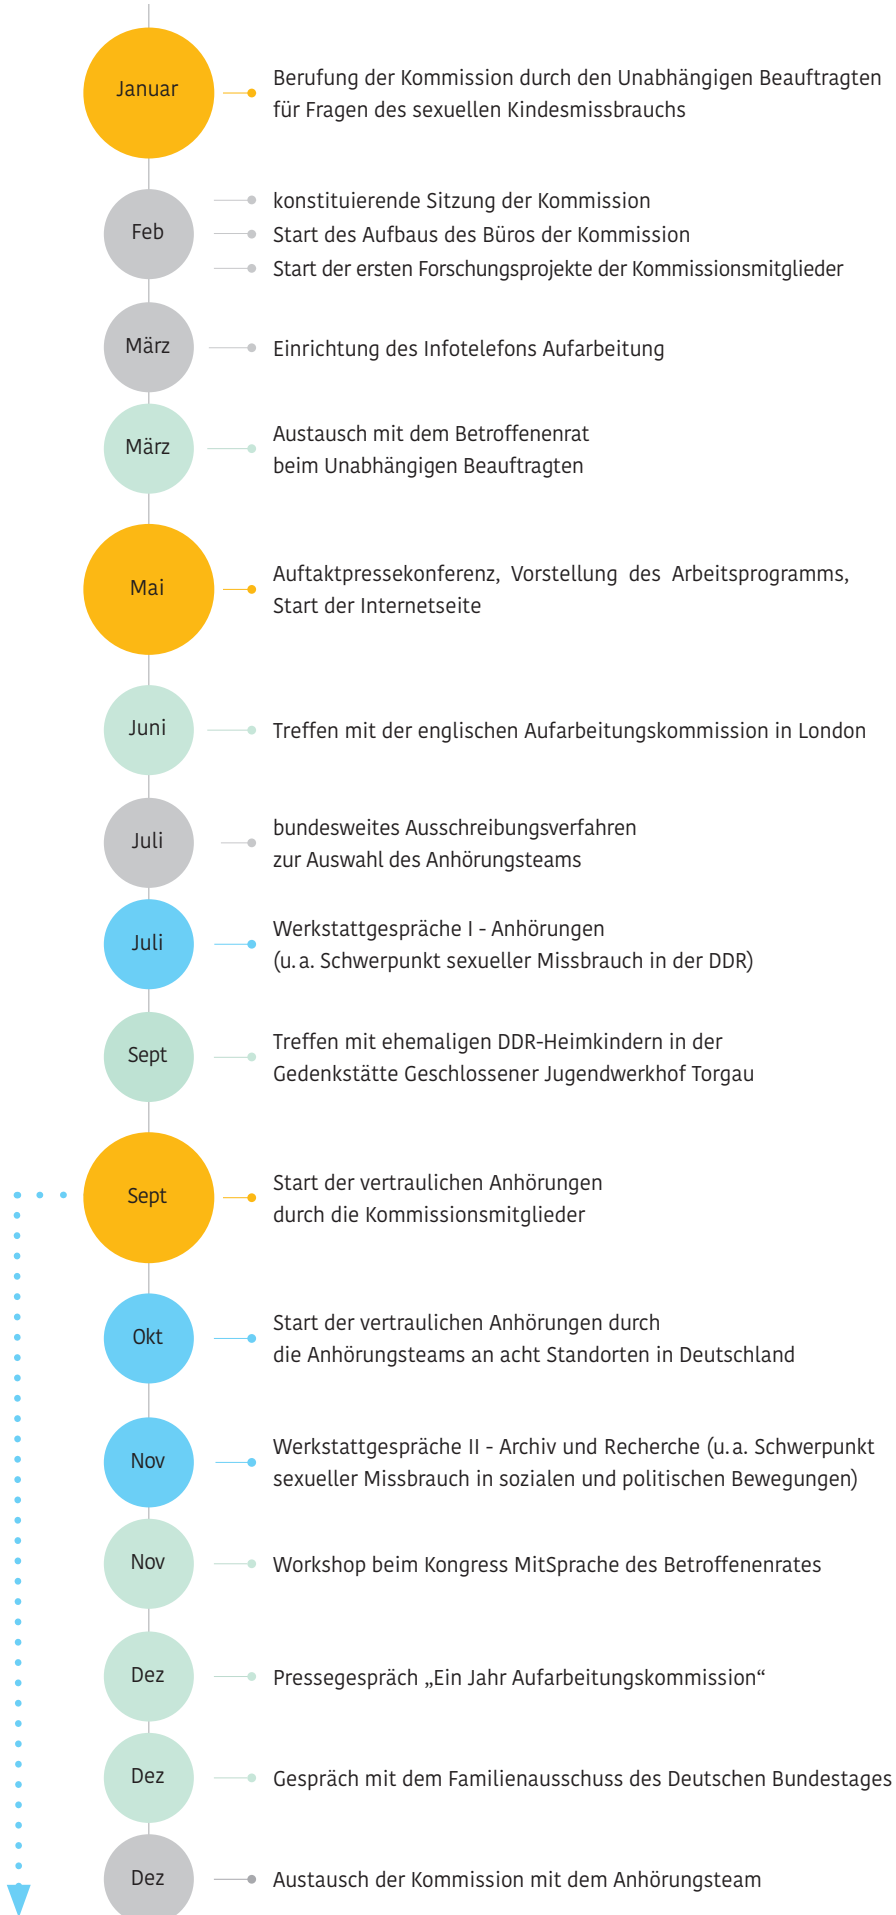 Januar
Berufung der Kommission durch den Unabhängigen Beauftragten
für Fragen des sexuellen Kindesmissbrauchs
Feb
konstituierende Sitzung der Kommission
Start des Aufbaus des Büros der Kommission
Start der ersten Forschungsprojekte der Kommissionsmitglieder
März
Einrichtung des Infotelefons Aufarbeitung
März
Austausch mit dem Betroffenenrat
beim Unabhängigen Beauftragten
Mai
Auftaktpressekonferenz, Vorstellung des Arbeitsprogramms,
Start der Internetseite
Juni
Treffen mit der englischen Aufarbeitungskommission in London
Juli
bundesweites Ausschreibungsverfahren
zur Auswahl des Anhörungsteams
Juli
Werkstattgespräche I - Anhörungen
(u. a. Schwerpunkt sexueller Missbrauch in der DDR)
Sept
Treffen mit ehemaligen DDR-Heimkindern in der
Gedenkstätte Geschlossener Jugendwerkhof Torgau
Sept
Start der vertraulichen Anhörungen
durch die Kommissionsmitglieder
Okt
Start der vertraulichen Anhörungen durch
die Anhörungsteams an acht Standorten in Deutschland
Nov
Werkstattgespräche II - Archiv und Recherche (u. a. Schwerpunkt
sexueller Missbrauch in sozialen und politischen Bewegungen)
Nov
Workshop beim Kongress MitSprache des Betroffenenrates
Dez
Pressegespräch „Ein Jahr Aufarbeitungskommission“
Dez
Gespräch mit dem Familienausschuss des Deutschen Bundestages
Dez
Austausch der Kommission mit dem Anhörungsteam